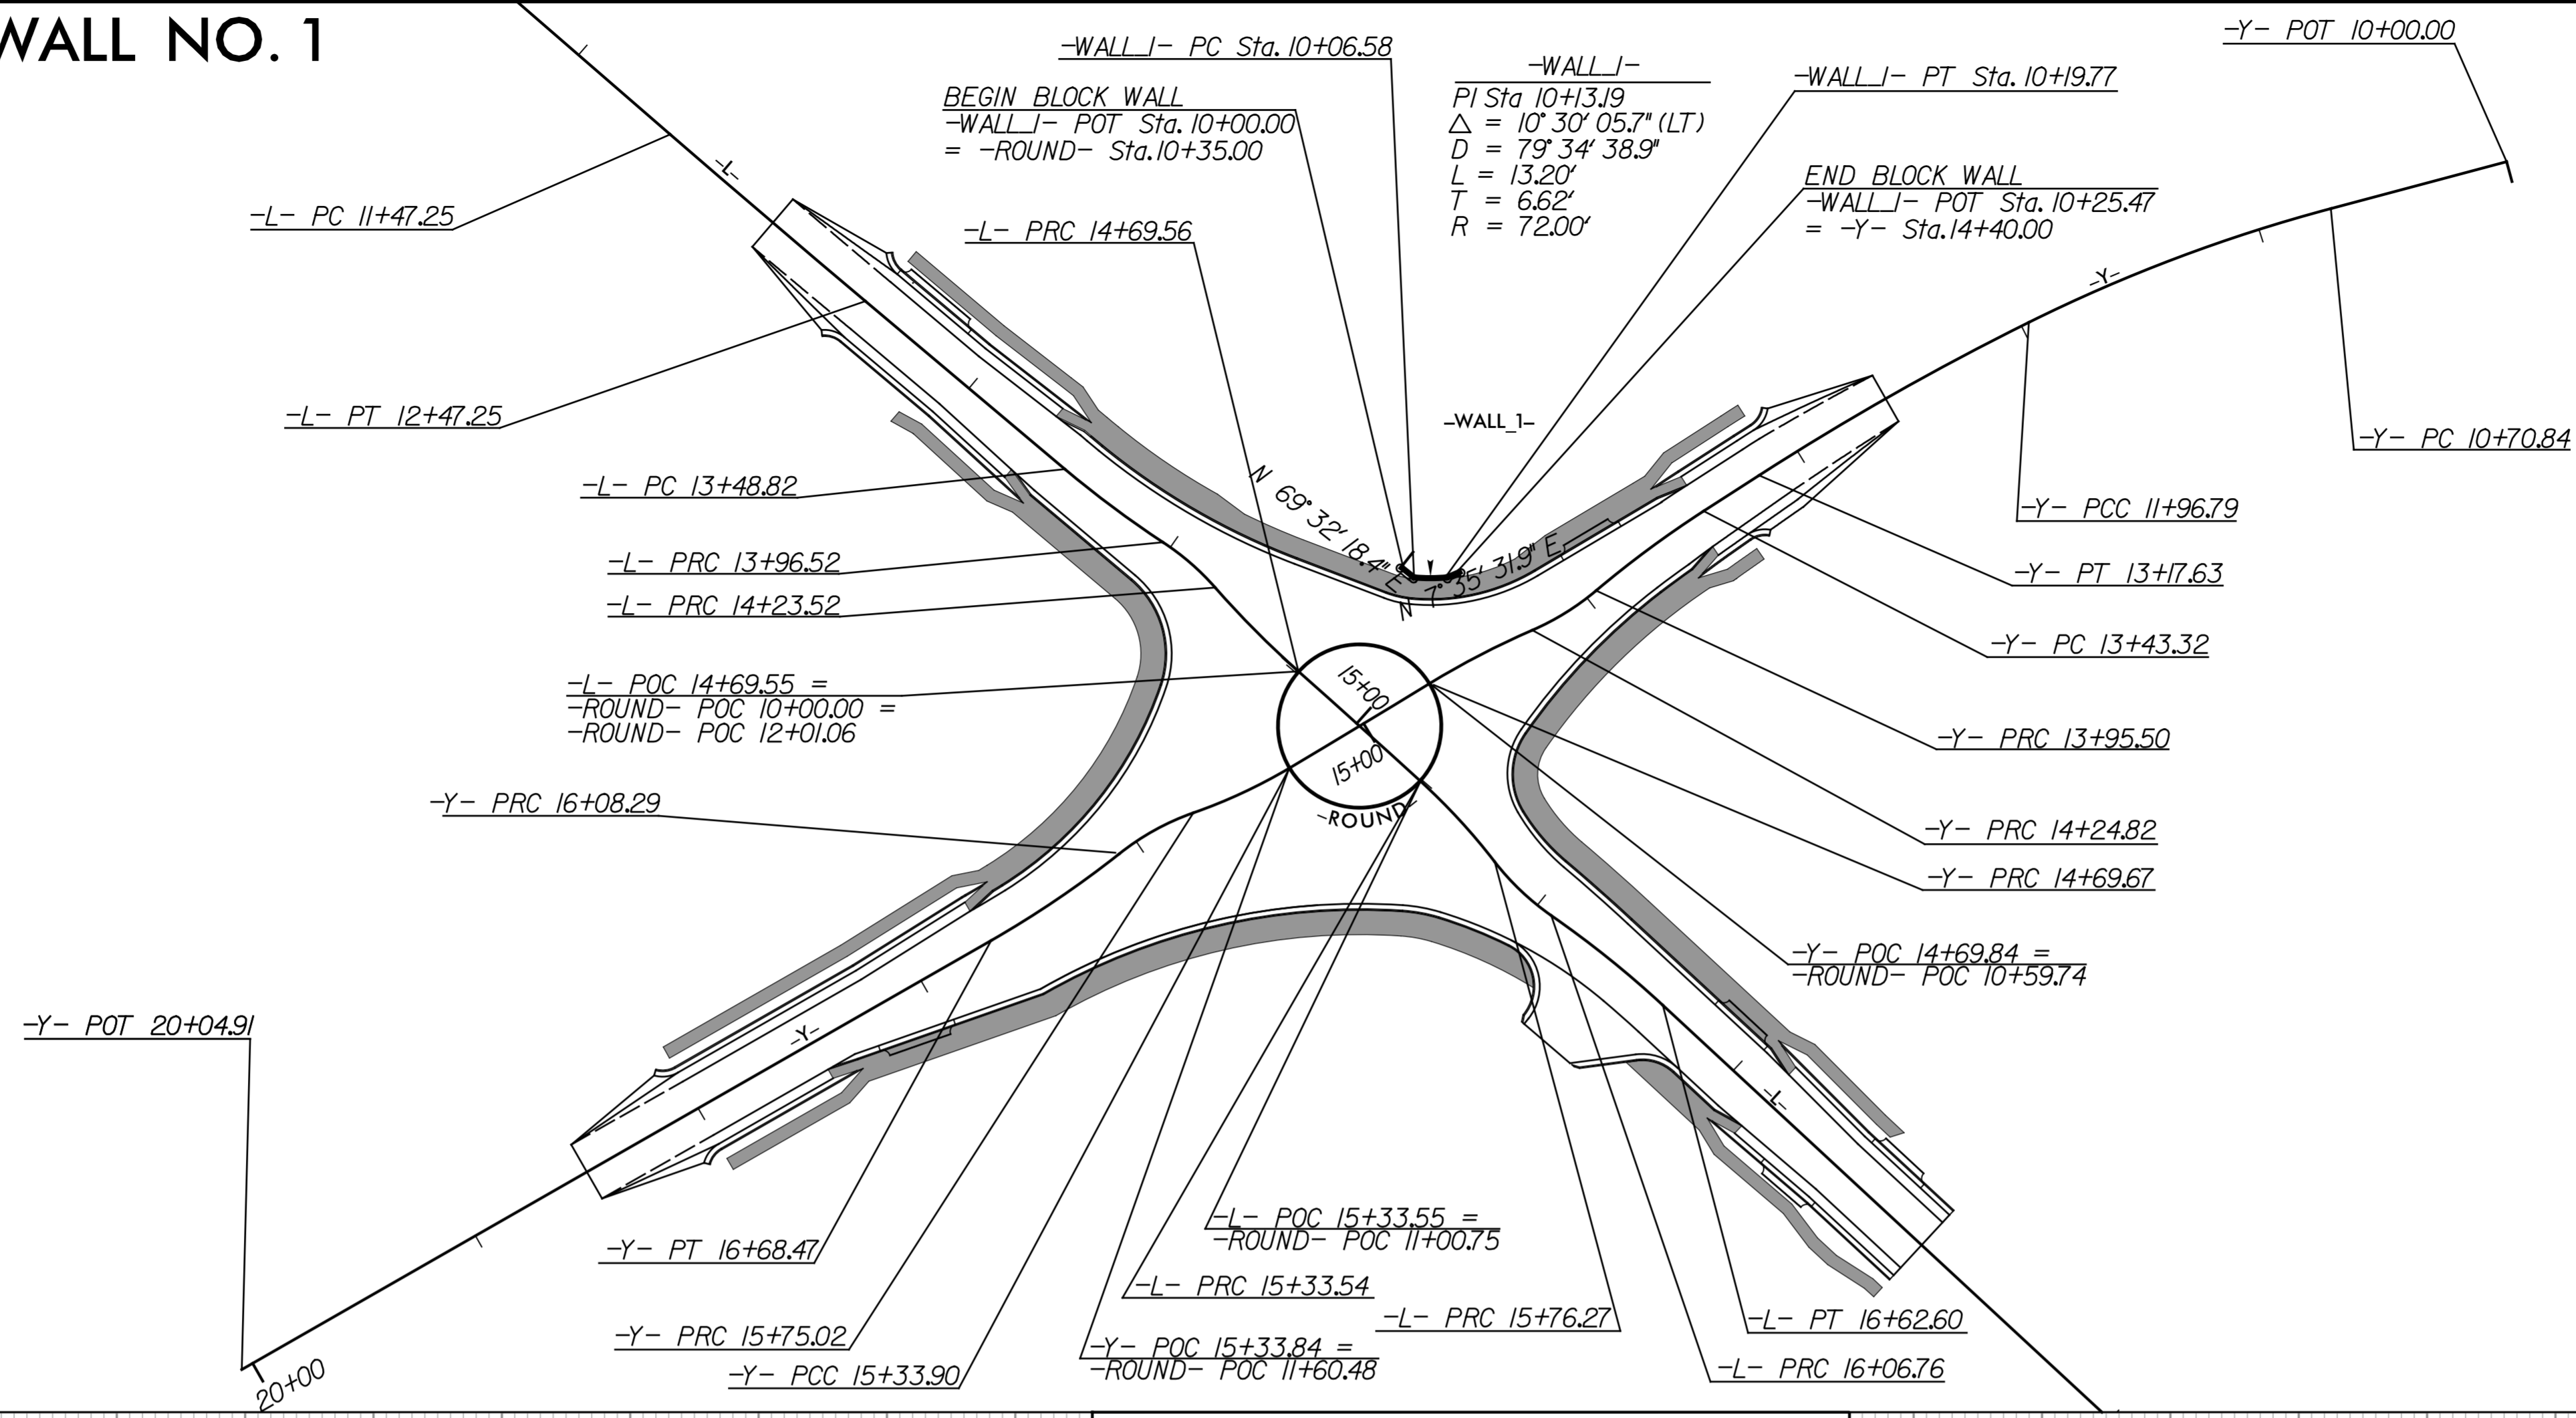 WALL NO. 1
-WALL_1- PC Sta. 10+06.58
BEGIN BLOCK WALL
-WALL_1- POT Sta. 10+00.00
= -ROUND- Sta. 10+35.00
-WALL_1-
PI Sta 10+13.19
△ = 10° 30' 05.7" (LT)
D = 79° 34' 38.9"
L = 13.20'
T = 6.62'
R = 72.00'
-WALL_1- PT Sta. 10+19.77
END BLOCK WALL
-WALL_1- POT Sta. 10+25.47
= -Y- Sta. 14+40.00
-Y- POT 10+00.00
-L-
-L- PC 11+47.25
-L- PRC 14+69.56
-Y-
-L- PT 12+47.25
-WALL_1-
-Y- PC 10+70.84
-L- PC 13+48.82
N 69° 32' 18.4" E
N 7° 35' 31.9" E
-Y- PCC 11+96.79
-L- PRC 13+96.52
-Y- PT 13+17.63
-L- PRC 14+23.52
-Y- PC 13+43.32
-L- POC 14+69.55 =
-ROUND- POC 10+00.00 =
-ROUND- POC 12+01.06
15+00
15+00
-ROUND-
-Y- PRC 13+95.50
-Y- PRC 16+08.29
-Y- PRC 14+24.82
-Y- PRC 14+69.67
-Y- POC 14+69.84 =
-ROUND- POC 10+59.74
-Y- POT 20+04.91
-Y-
-L-
-Y- PT 16+68.47
-L- POC 15+33.55 =
-ROUND- POC 11+00.75
-L- PRC 15+33.54
-L- PRC 15+76.27
-L- PT 16+62.60
-Y- PRC 15+75.02
-Y- POC 15+33.84 =
-ROUND- POC 11+60.48
-Y- PCC 15+33.90
-L- PRC 16+06.76
20+00